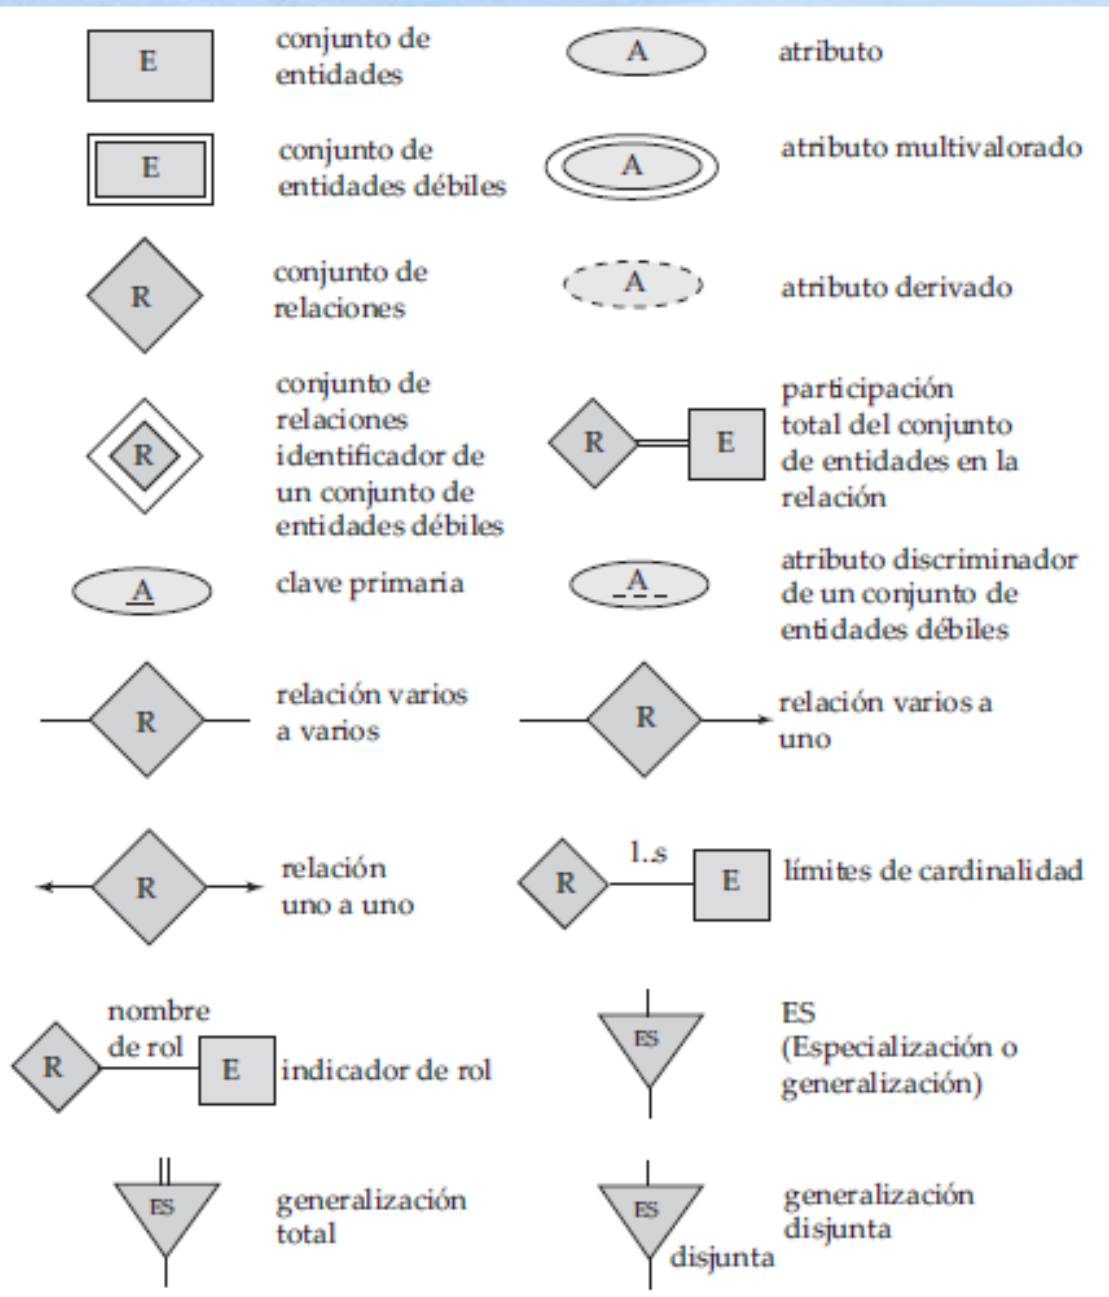 E
conjunto de
entidades
A
atributo
E
conjunto de
entidades débiles
A
atributo multivalorado
R
conjunto de
relaciones
A
atributo derivado
R
conjunto de
relaciones
identificador de
un conjunto de
entidades débiles
R
E
participación
total del conjunto
de entidades en la
relación
A
clave primaria
A
atributo discriminador
de un conjunto de
entidades débiles
R
relación varios
a varios
R
relación varios a
uno
R
relación
uno a uno
R
l..s
E
límites de cardinalidad
R
nombre
de rol
E
indicador de rol
ES
ES
(Especialización o
generalización)
ES
generalización
total
ES
disjunta
generalización
disjunta